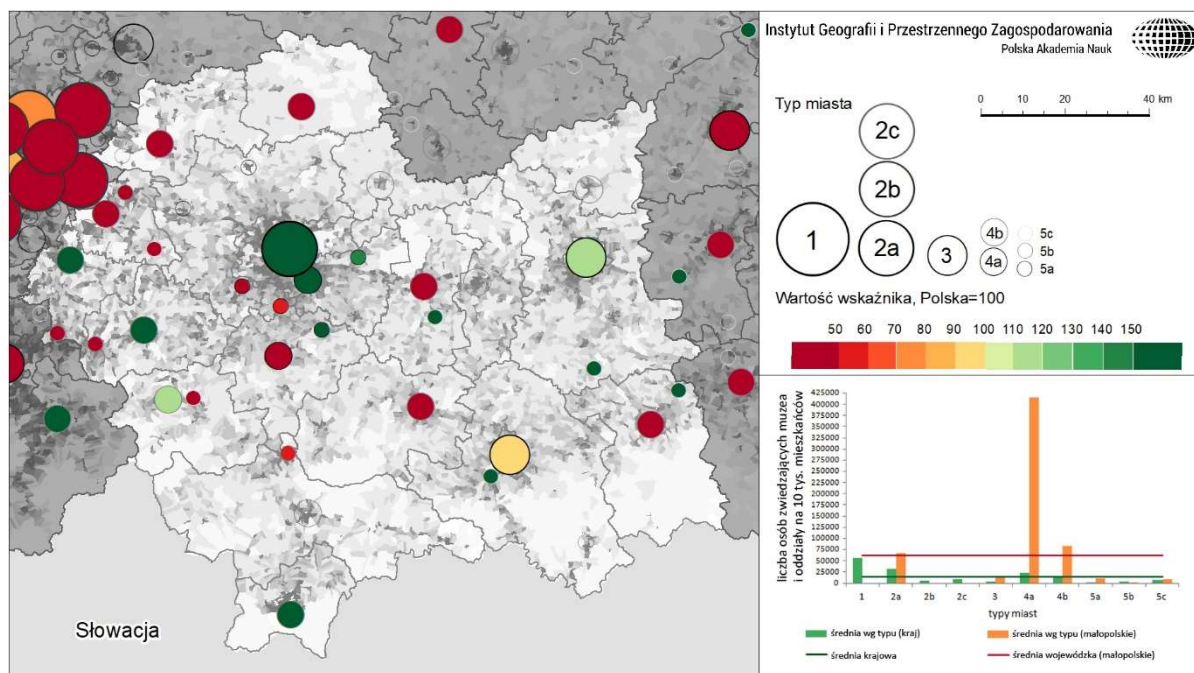 Instytut Geografii i Przestrzennego Zagospodarowania
Polska Akademia Nauk
Typ miasta
0 10 20 40 km
2c
2b
1
2a
3
4b
4a
5c
5b
5a
Wartość wskaźnika, Polska=100
50 60 70 80 90 100 110 120 130 140 150
Słowacja
liczba osób zwiedzających muzea
i oddziały na 10 tys. mieszkańców
425000
400000
375000
350000
325000
300000
275000
250000
225000
200000
175000
150000
125000
100000
75000
50000
25000
0
1 2a 2b 2c 3 4a 4b 5a 5b 5c
typy miast
średnia wg typu (kraj)
średnia wg typu (małopolskie)
średnia krajowa
średnia wojewódzka (małopolskie)